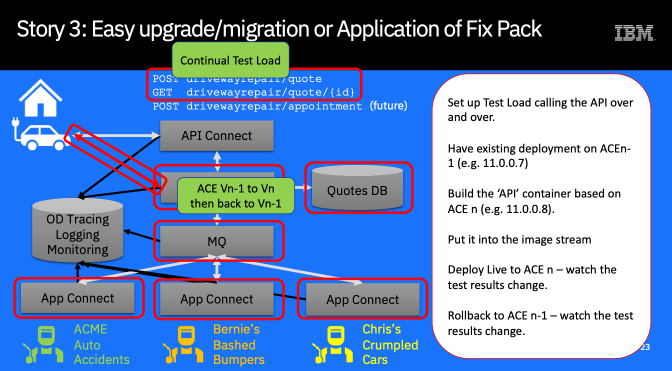 Story 3: Easy upgrade/migration or Application of Fix Pack
IBM
Continual Test Load
POST drivewayrepair/quote
GET drivewayrepair/quote/{id}
POST drivewayrepair/appointment (future)
API Connect
ACE Vn-1 to Vn
then back to Vn-1
Quotes DB
OD Tracing
Logging
Monitoring
MQ
App Connect
App Connect
App Connect
ACME
Auto
Accidents
Bernie's
Bashed
Bumpers
Chris's
Crumpled
Cars
Set up Test Load calling the API over
and over.
Have existing deployment on ACEn-
1 (e.g. 11.0.0.7)
Build the ‘API’ container based on
ACE n (e.g. 11.0.0.8).
Put it into the image stream
Deploy Live to ACE n – watch the
test results change.
Rollback to ACE n-1 – watch the test
results change.
23